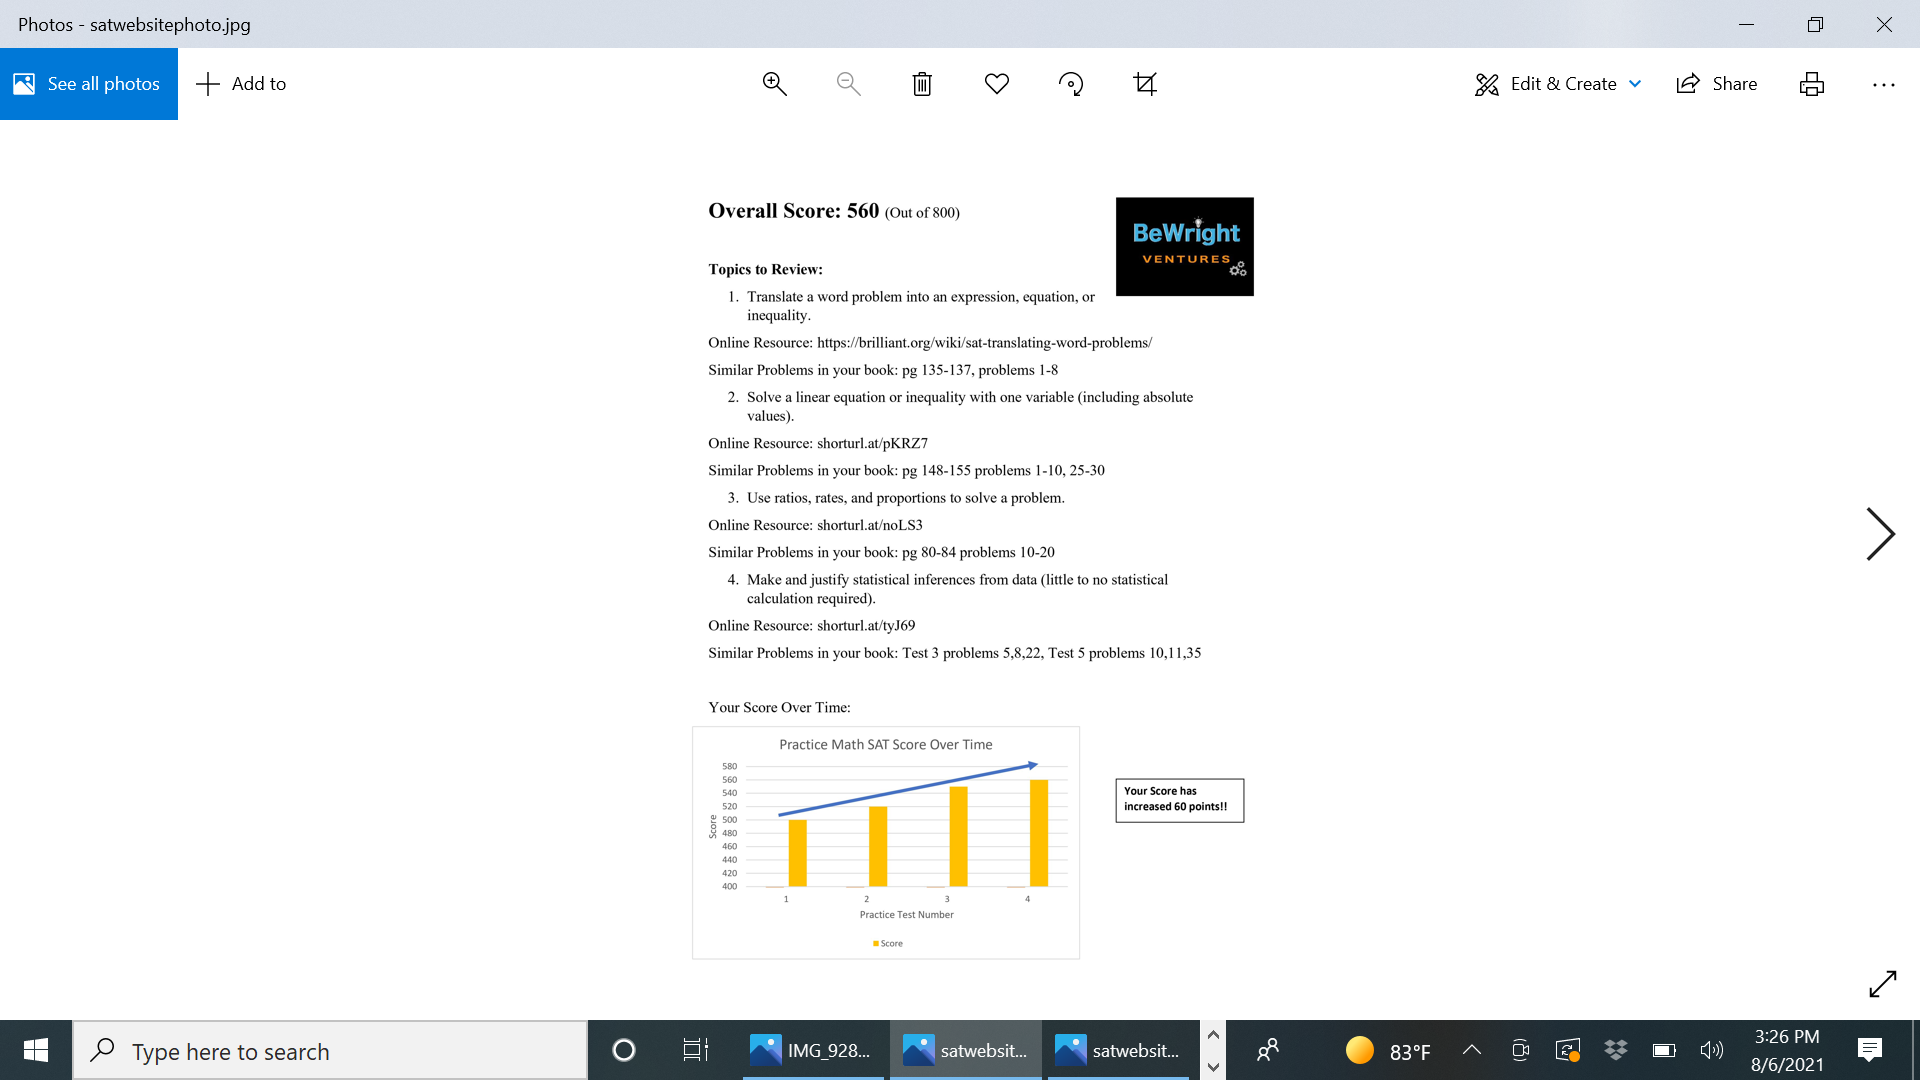 Photos - satwebsitephoto.jpg
See all photos
Add to
Edit & Create
Share
Overall Score: 560 (Out of 800)
BeWright
VENTURES
Topics to Review:
1. Translate a word problem into an expression, equation, or
inequality.
Online Resource: https://brilliant.org/wiki/sat-translating-word-problems/
Similar Problems in your book: pg 135-137, problems 1-8
2. Solve a linear equation or inequality with one variable (including absolute
values).
Online Resource: shorturl.at/pKRZ7
Similar Problems in your book: pg 148-155 problems 1-10, 25-30
3. Use ratios, rates, and proportions to solve a problem.
Online Resource: shorturl.at/noLS3
Similar Problems in your book: pg 80-84 problems 10-20
4. Make and justify statistical inferences from data (little to no statistical
calculation required).
Online Resource: shorturl.at/tyJ69
Similar Problems in your book: Test 3 problems 5,8,22, Test 5 problems 10,11,35
Your Score Over Time:
Practice Math SAT Score Over Time
580
560
540
520
500
480
460
440
420
400
Score
1 2 3 4
Practice Test Number
Score
Your Score has
increased 60 points!!
Type here to search
IMG_928...
satwebsit...
satwebsit...
83°F
3:26 PM
8/6/2021